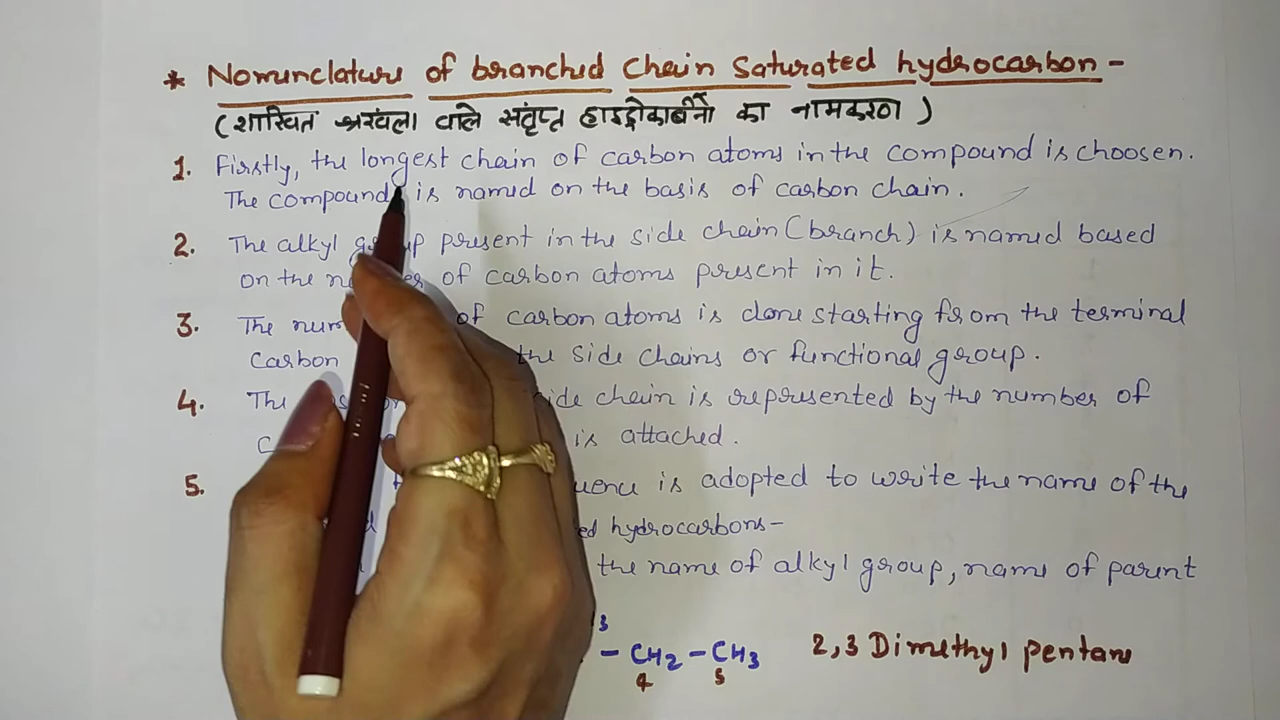 * Nomenclature of branched chain saturated hydrocarbon -
(शाखित श्रृंखला वाले संतृप्त हाइड्रोकार्बनो का नामकरण)
1. Firstly, the longest chain of carbon atoms in the compound is choosen.
The compound is named on the basis of carbon chain.
2. The alkyl group present in the side chain (branch) is named based
on the of carbon atoms present in it.
3. The of carbon atoms is done starting from the terminal
Carbon the side chains or functional group.
4. The side chain is represented by the number of
is attached.
5. is adopted to write the name of the
hydrocarbons-
the name of alkyl group, name of parent
3
- CH2 - CH3 2,3 Dimethyl pentane
4 5